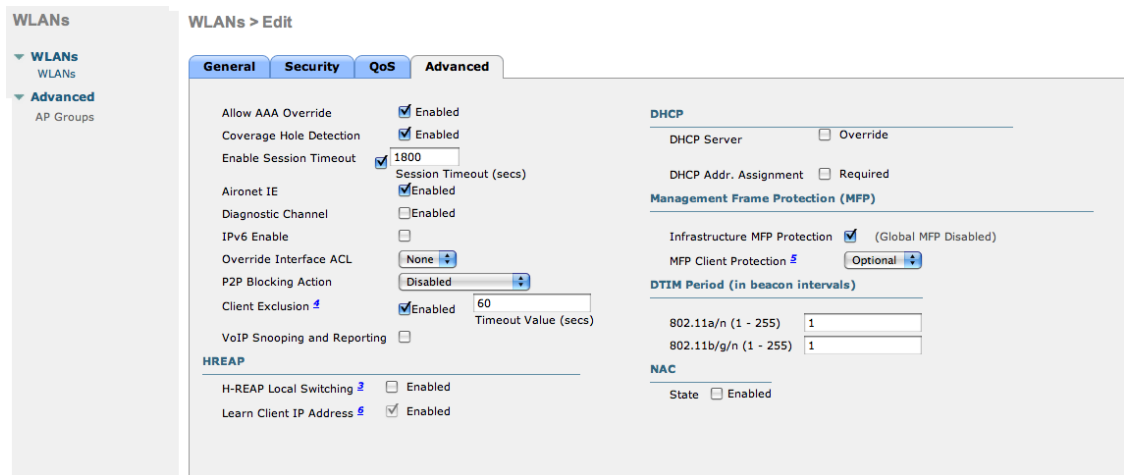 WLANs
WLANs
WLANs
Advanced
AP Groups
WLANs > Edit
General Security QoS Advanced
Allow AAA Override Enabled
Coverage Hole Detection Enabled
Enable Session Timeout 1800
Session Timeout (secs)
Aironet IE Enabled
Diagnostic Channel Enabled
IPv6 Enable
Override Interface ACL None
P2P Blocking Action Disabled
Client Exclusion 4 Enabled 60
Timeout Value (secs)
VoIP Snooping and Reporting
HREAP
H-REAP Local Switching 3 Enabled
Learn Client IP Address 6 Enabled
DHCP
DHCP Server Override
DHCP Addr. Assignment Required
Management Frame Protection (MFP)
Infrastructure MFP Protection (Global MFP Disabled)
MFP Client Protection 5 Optional
DTIM Period (in beacon intervals)
802.11a/n (1 - 255) 1
802.11b/g/n (1 - 255) 1
NAC
State Enabled